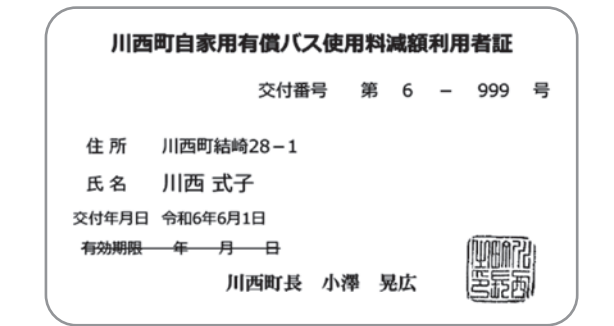 川西町自家用有償バス使用料減額利用者証
交付番号 第 6 － 999 号
住所 川西町結崎28－1
氏名 川西 式子
交付年月日 令和6年6月1日
有効期限 年 月 日
川西町長 小澤 晃広